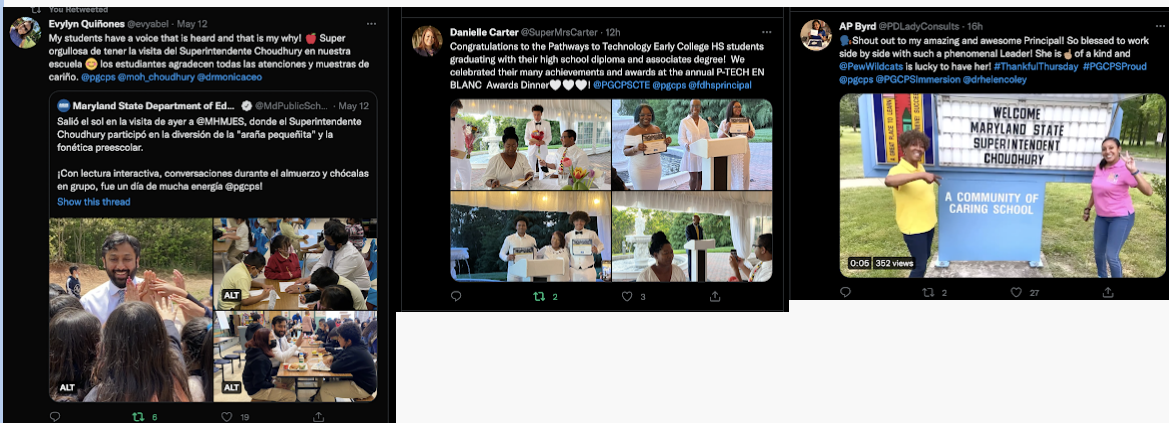 You Retweeted
Evylyn Quiñones @evyabel · May 12
My students have a voice that is heard and that is my why! 🍎 Super
orgullosa de tener la visita del Superintendente Choudhury en nuestra
escuela 😊 los estudiantes agradecen todas las atenciones y muestras de
cariño. @pgcps @moh_choudhury @drmonicaceo
Maryland State Department of Ed... @MdPublicSch... · May 12
Salió el sol en la visita de ayer a @MHMJES, donde el Superintendente
Choudhury participó en la diversión de la "araña pequeñita" y la
fonética preescolar.
¡Con lectura interactiva, conversaciones durante el almuerzo y chócalas
en grupo, fue un día de mucha energía @pgcps!
Show this thread
ALT
ALT
ALT
6
19
Danielle Carter @SuperMrsCarter · 12h
Congratulations to the Pathways to Technology Early College HS students
graduating with their high school diploma and associates degree! We
celebrated their many achievements and awards at the annual P-TECH EN
BLANC Awards Dinner🤍🤍🤍! @PGCPSCTE @pgcps @fdhsprincipal
2
3
AP Byrd @PDLadyConsults · 16h
🗣️Shout out to my amazing and awesome Principal! So blessed to work
side by side with such a phenomenal Leader! She is ☝🏽of a kind and
@PewWildcats is lucky to have her! #ThankfulThursday #PGCPSProud
@pgcps @PGCPSImmersion @drhelencoley
WELCOME
MARYLAND STATE
SUPERINTENDENT
CHOUDHURY
A COMMUNITY OF
CARING SCHOOL
0:05 352 views
2
27